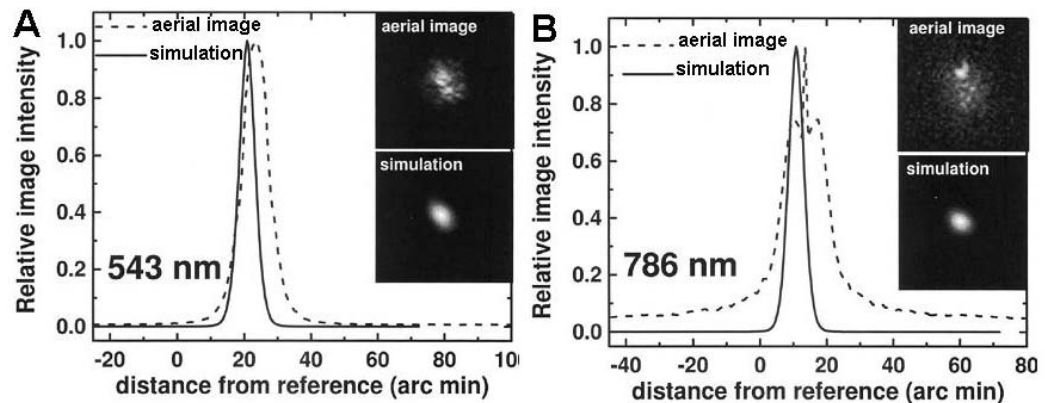 A
aerial image
simulation
aerial image
simulation
543 nm
Relative image intensity
1.0
0.8
0.6
0.4
0.2
0.0
-20 0 20 40 60 80 100
distance from reference (arc min)
B
aerial image
simulation
aerial image
simulation
786 nm
Relative image intensity
1.0
0.8
0.6
0.4
0.2
0.0
-40 -20 0 20 40 60 80
distance from reference (arc min)